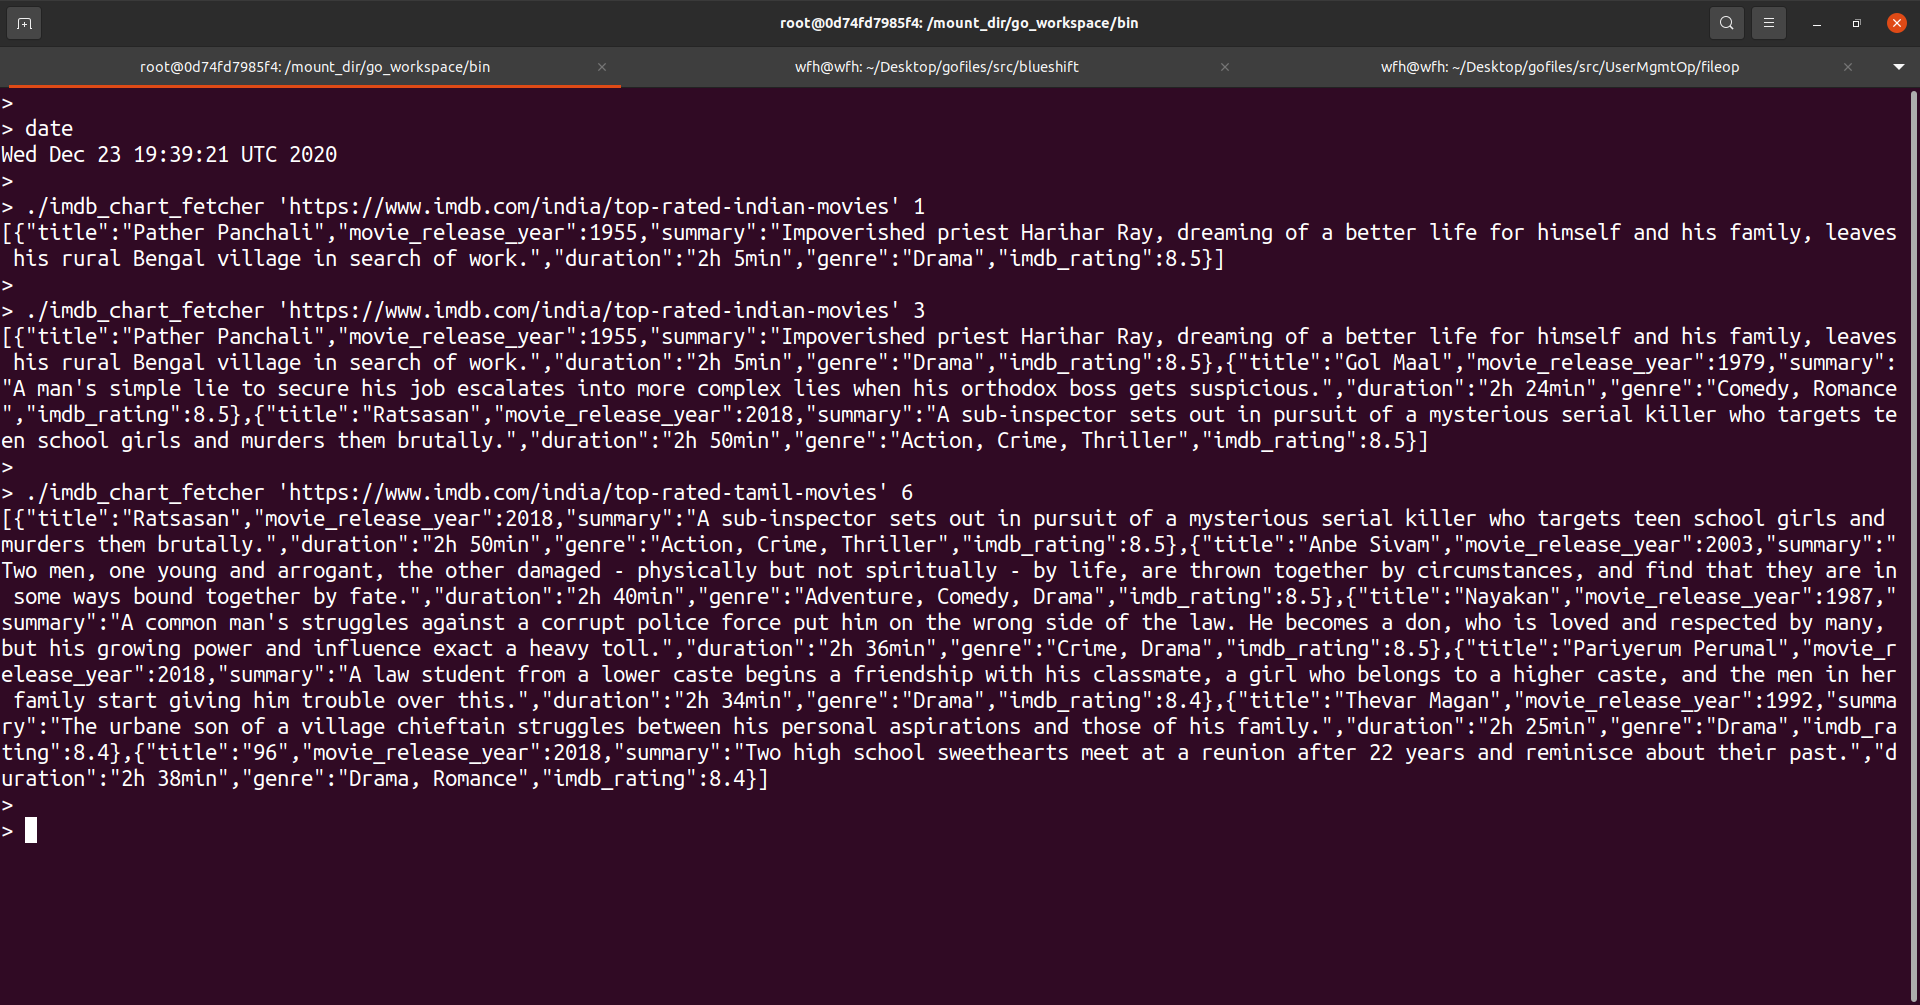 root@0d74fd7985f4: /mount_dir/go_workspace/bin
root@0d74fd7985f4: /mount_dir/go_workspace/bin
wfh@wfh: ~/Desktop/gofiles/src/blueshift
wfh@wfh: ~/Desktop/gofiles/src/UserMgmtOp/fileop
>
> date
Wed Dec 23 19:39:21 UTC 2020
>
> ./imdb_chart_fetcher 'https://www.imdb.com/india/top-rated-indian-movies' 1
[{"title":"Pather Panchali","movie_release_year":1955,"summary":"Impoverished priest Harihar Ray, dreaming of a better life for himself and his family, leaves
 his rural Bengal village in search of work.","duration":"2h 5min","genre":"Drama","imdb_rating":8.5}]
>
> ./imdb_chart_fetcher 'https://www.imdb.com/india/top-rated-indian-movies' 3
[{"title":"Pather Panchali","movie_release_year":1955,"summary":"Impoverished priest Harihar Ray, dreaming of a better life for himself and his family, leaves
 his rural Bengal village in search of work.","duration":"2h 5min","genre":"Drama","imdb_rating":8.5},{"title":"Gol Maal","movie_release_year":1979,"summary":
"A man's simple lie to secure his job escalates into more complex lies when his orthodox boss gets suspicious.","duration":"2h 24min","genre":"Comedy, Romance
","imdb_rating":8.5},{"title":"Ratsasan","movie_release_year":2018,"summary":"A sub-inspector sets out in pursuit of a mysterious serial killer who targets te
en school girls and murders them brutally.","duration":"2h 50min","genre":"Action, Crime, Thriller","imdb_rating":8.5}]
>
> ./imdb_chart_fetcher 'https://www.imdb.com/india/top-rated-tamil-movies' 6
[{"title":"Ratsasan","movie_release_year":2018,"summary":"A sub-inspector sets out in pursuit of a mysterious serial killer who targets teen school girls and
murders them brutally.","duration":"2h 50min","genre":"Action, Crime, Thriller","imdb_rating":8.5},{"title":"Anbe Sivam","movie_release_year":2003,"summary":"
Two men, one young and arrogant, the other damaged - physically but not spiritually - by life, are thrown together by circumstances, and find that they are in
 some ways bound together by fate.","duration":"2h 40min","genre":"Adventure, Comedy, Drama","imdb_rating":8.5},{"title":"Nayakan","movie_release_year":1987,"
summary":"A common man's struggles against a corrupt police force put him on the wrong side of the law. He becomes a don, who is loved and respected by many,
but his growing power and influence exact a heavy toll.","duration":"2h 36min","genre":"Crime, Drama","imdb_rating":8.5},{"title":"Pariyerum Perumal","movie_r
elease_year":2018,"summary":"A law student from a lower caste begins a friendship with his classmate, a girl who belongs to a higher caste, and the men in her
 family start giving him trouble over this.","duration":"2h 34min","genre":"Drama","imdb_rating":8.4},{"title":"Thevar Magan","movie_release_year":1992,"summa
ry":"The urbane son of a village chieftain struggles between his personal aspirations and those of his family.","duration":"2h 25min","genre":"Drama","imdb_ra
ting":8.4},{"title":"96","movie_release_year":2018,"summary":"Two high school sweethearts meet at a reunion after 22 years and reminisce about their past.","d
uration":"2h 38min","genre":"Drama, Romance","imdb_rating":8.4}]
>
>